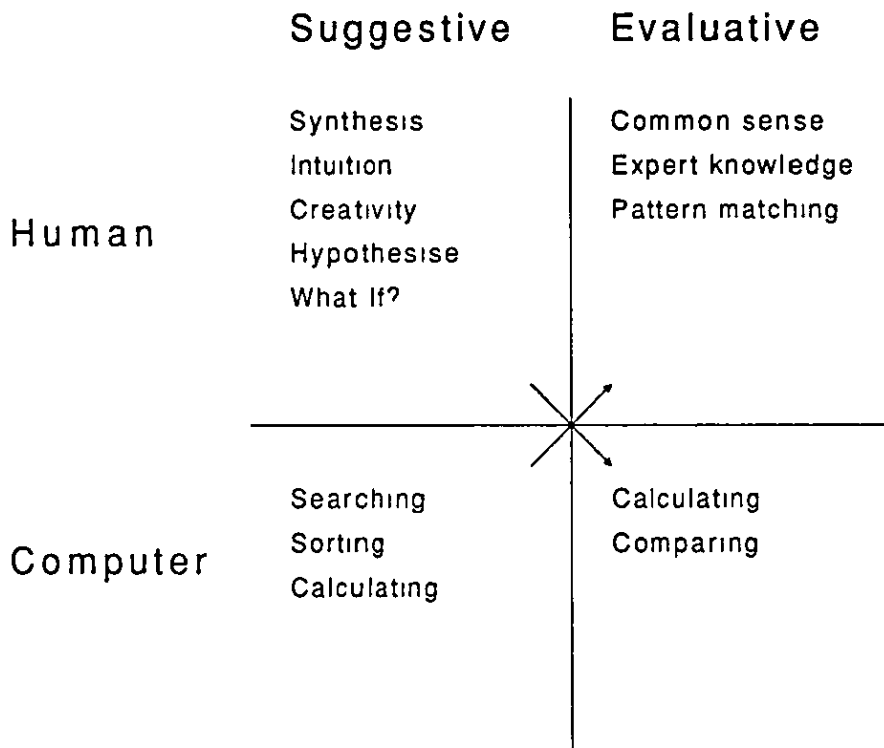 Suggestive Evaluative
Synthesis
Intuition
Creativity
Hypothesise
What If?
Common sense
Expert knowledge
Pattern matching
Human
Searching
Sorting
Calculating
Calculating
Comparing
Computer